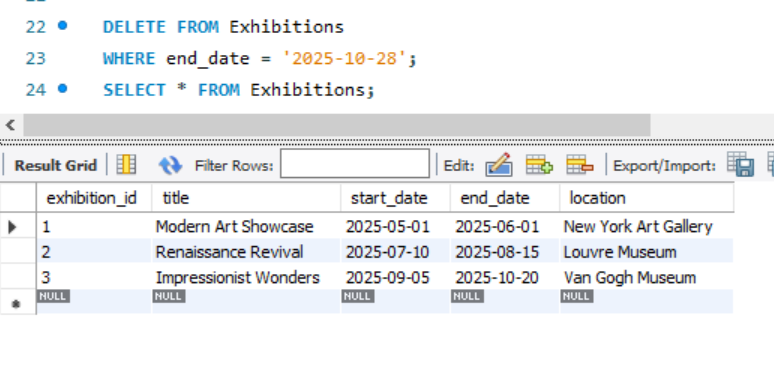 22 DELETE FROM Exhibitions
23 WHERE end_date = '2025-10-28';
24 SELECT * FROM Exhibitions;
Result Grid Filter Rows: Edit: Export/Import:
exhibition_id title start_date end_date location
1 Modern Art Showcase 2025-05-01 2025-06-01 New York Art Gallery
2 Renaissance Revival 2025-07-10 2025-08-15 Louvre Museum
3 Impressionist Wonders 2025-09-05 2025-10-20 Van Gogh Museum
NULL NULL NULL NULL NULL